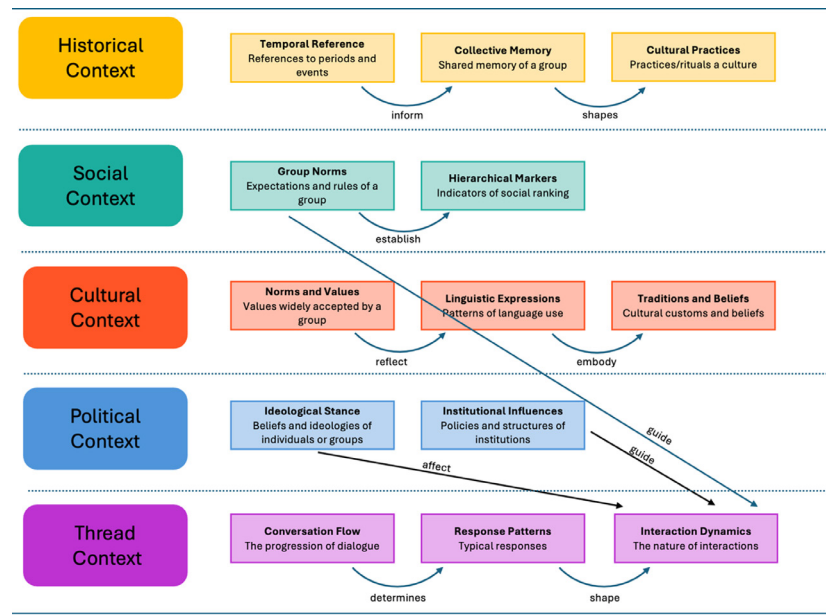 Historical
Context
Temporal Reference
References to periods and
events
Collective Memory
Shared memory of a group
Cultural Practices
Practices/rituals a culture
inform
shapes
Social
Context
Group Norms
Expectations and rules of a
group
Hierarchical Markers
Indicators of social ranking
establish
Cultural
Context
Norms and Values
Values widely accepted by a
group
Linguistic Expressions
Patterns of language use
Traditions and Beliefs
Cultural customs and beliefs
reflect
embody
Political
Context
Ideological Stance
Beliefs and ideologies of
individuals or groups
Institutional Influences
Policies and structures of
institutions
guide
guide
affect
Thread
Context
Conversation Flow
The progression of dialogue
Response Patterns
Typical responses
Interaction Dynamics
The nature of interactions
determines
shape